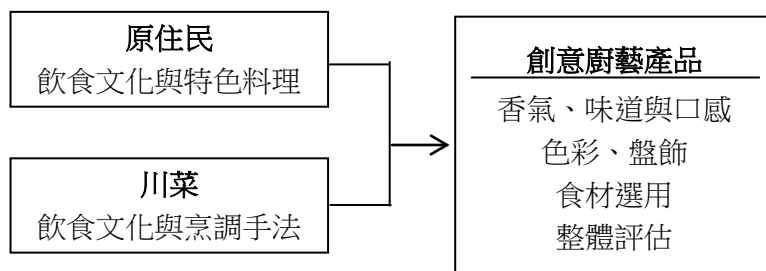 原住民
飲食文化與特色料理
川菜
飲食文化與烹調手法
創意廚藝產品
香氣、味道與口感
色彩、盤飾
食材選用
整體評估